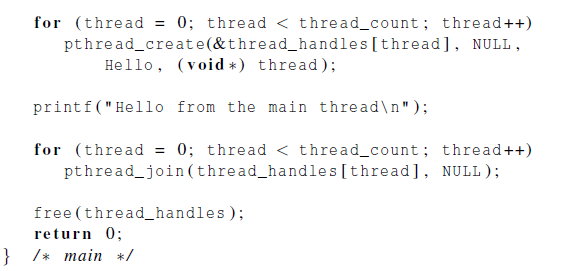 for (thread = 0; thread < thread_count; thread++)
pthread_create(&thread_handles[thread], NULL,
Hello, (void*) thread);
printf("Hello from the main thread\n");
for (thread = 0; thread < thread_count; thread++)
pthread_join(thread_handles[thread], NULL);
free(thread_handles);
return 0;
} /* main */